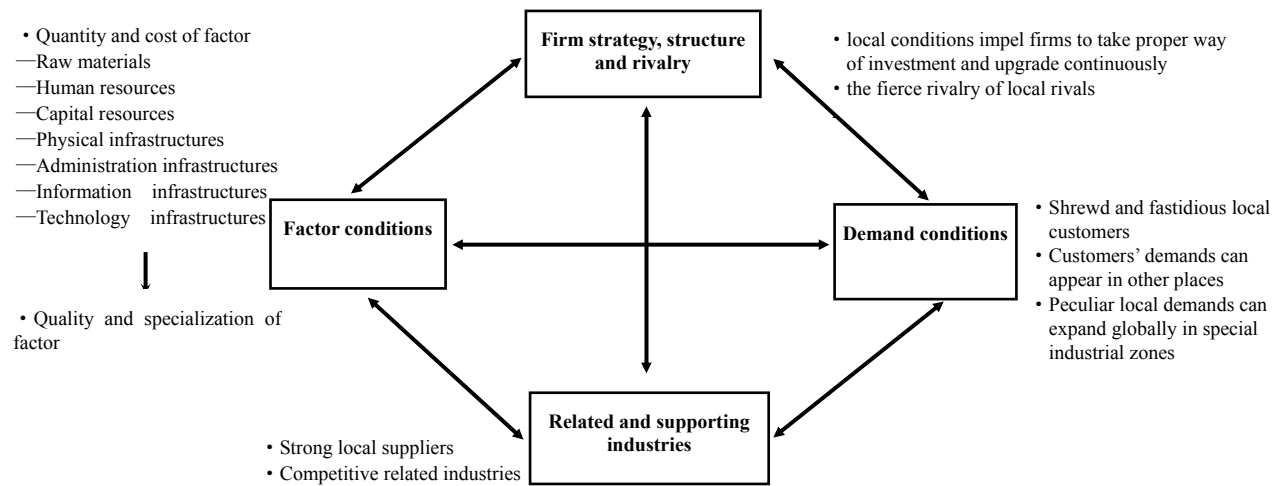 • Quantity and cost of factor
—Raw materials
—Human resources
—Capital resources
—Physical infrastructures
—Administration infrastructures
—Information infrastructures
—Technology infrastructures
• Quality and specialization of
factor
Firm strategy, structure
and rivalry
• local conditions impel firms to take proper way
of investment and upgrade continuously
• the fierce rivalry of local rivals
Factor conditions
Demand conditions
• Shrewd and fastidious local
customers
• Customers’ demands can
appear in other places
• Peculiar local demands can
expand globally in special
industrial zones
Related and supporting
industries
• Strong local suppliers
• Competitive related industries